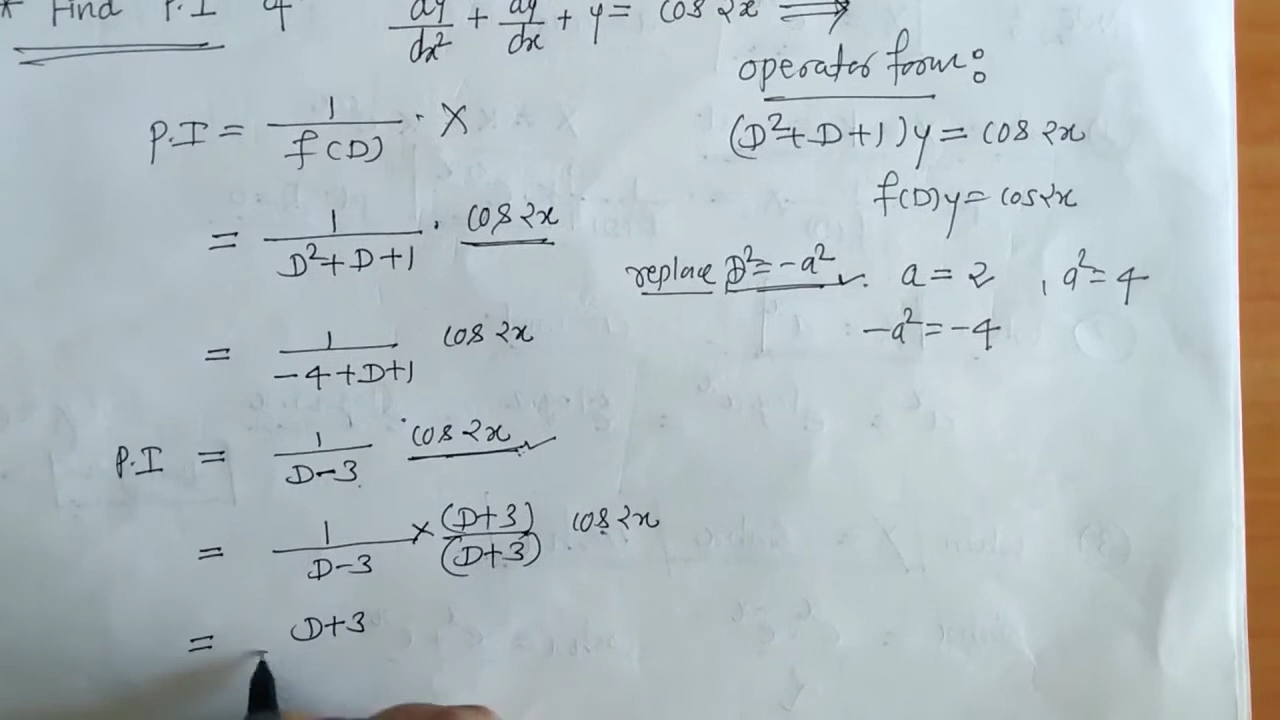 * Find P.I of d²y/dx² + dy/dx + y = cos 2x ⟹
operator form:
P.I = 1/f(D) · X
(D²+D+1)y = cos 2x
f(D)y = cos2x
= 1/(D²+D+1) · cos 2x
replace D² = -a² ✓. a = 2 , a² = 4
-a² = -4
= 1/(-4+D+1) cos 2x
P.I = 1/(D-3) cos 2x ✓
= 1/(D-3) × (D+3)/(D+3) cos 2x
= D+3